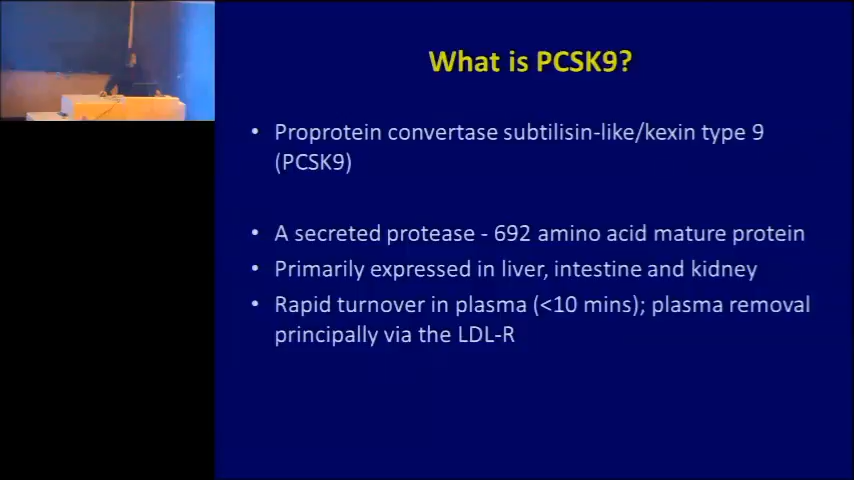 What is PCSK9?
• Proprotein convertase subtilisin-like/kexin type 9
(PCSK9)
• A secreted protease - 692 amino acid mature protein
• Primarily expressed in liver, intestine and kidney
• Rapid turnover in plasma (<10 mins); plasma removal
principally via the LDL-R